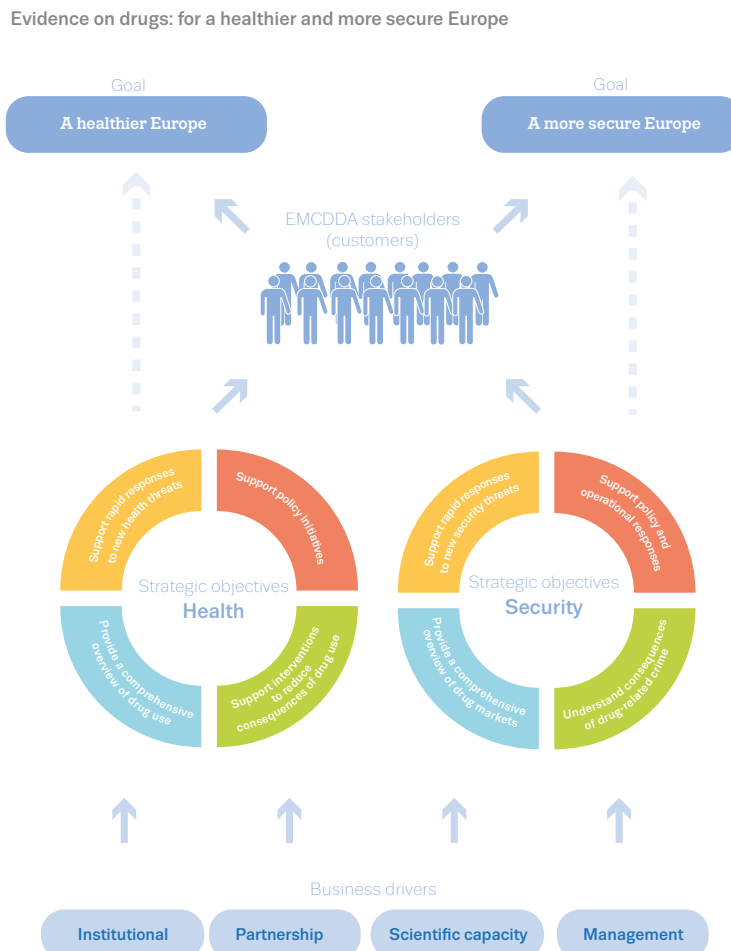 Evidence on drugs: for a healthier and more secure Europe
Goal
A healthier Europe
Goal
A more secure Europe
EMCDDA stakeholders
(customers)
Support rapid responses
to new health threats
Support policy initiatives
Strategic objectives
Health
Provide a comprehensive
overview of drug use
Support interventions
to reduce
consequences of drug use
Support rapid responses
to new security threats
Support policy and
operational responses
Strategic objectives
Security
Provide a comprehensive
overview of drug markets
Understand consequences
of drug-related crime
Business drivers
Institutional
Partnership
Scientific capacity
Management